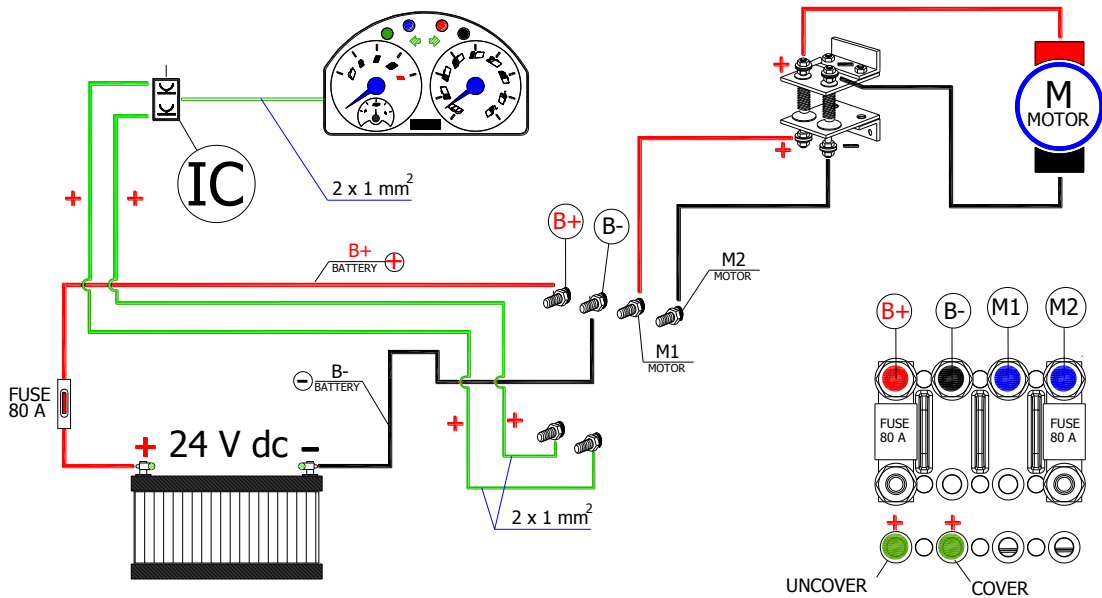 +
+
M
MOTOR
IC
+
+
2 x 1 mm²
+
B+
B-
B+
BATTERY
+
M2
MOTOR
M1
MOTOR
B+
B-
M1
M2
B-
BATTERY
FUSE
80 A
+ 24 V dc -
+
+
FUSE
80 A
FUSE
80 A
2 x 1 mm²
+
+
UNCOVER
COVER